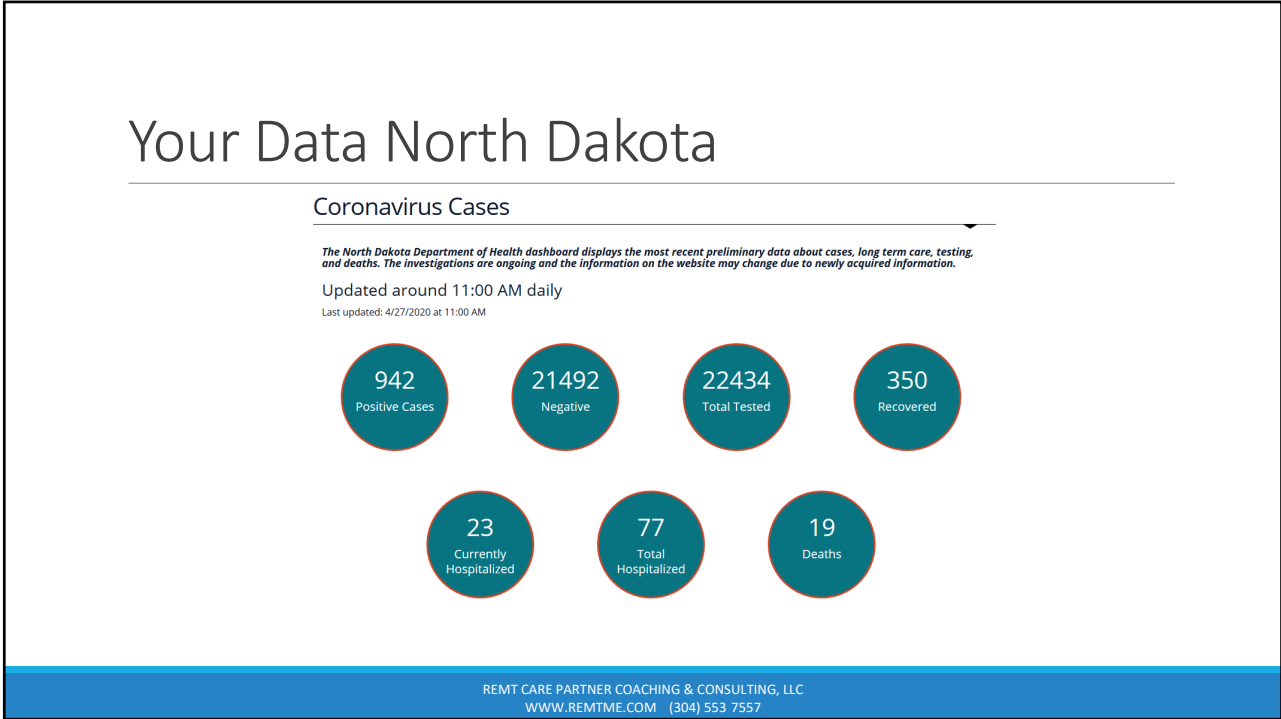 Your Data North Dakota
Coronavirus Cases
The North Dakota Department of Health dashboard displays the most recent preliminary data about cases, long term care, testing,
and deaths. The investigations are ongoing and the information on the website may change due to newly acquired information.
Updated around 11:00 AM daily
Last updated: 4/27/2020 at 11:00 AM
942
Positive Cases
21492
Negative
22434
Total Tested
350
Recovered
23
Currently
Hospitalized
77
Total
Hospitalized
19
Deaths
REMT CARE PARTNER COACHING & CONSULTING, LLC
WWW.REMTME.COM (304) 553 7557